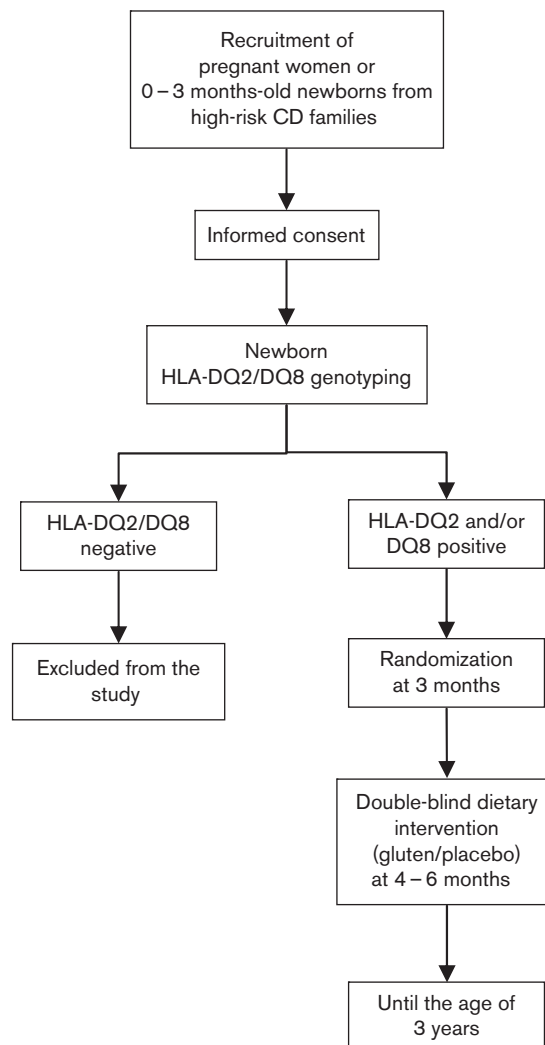 Recruitment of
pregnant women or
0 – 3 months-old newborns from
high-risk CD families
Informed consent
Newborn
HLA-DQ2/DQ8 genotyping
HLA-DQ2/DQ8
negative
HLA-DQ2 and/or
DQ8 positive
Excluded from the
study
Randomization
at 3 months
Double-blind dietary
intervention
(gluten/placebo)
at 4 – 6 months
Until the age of
3 years